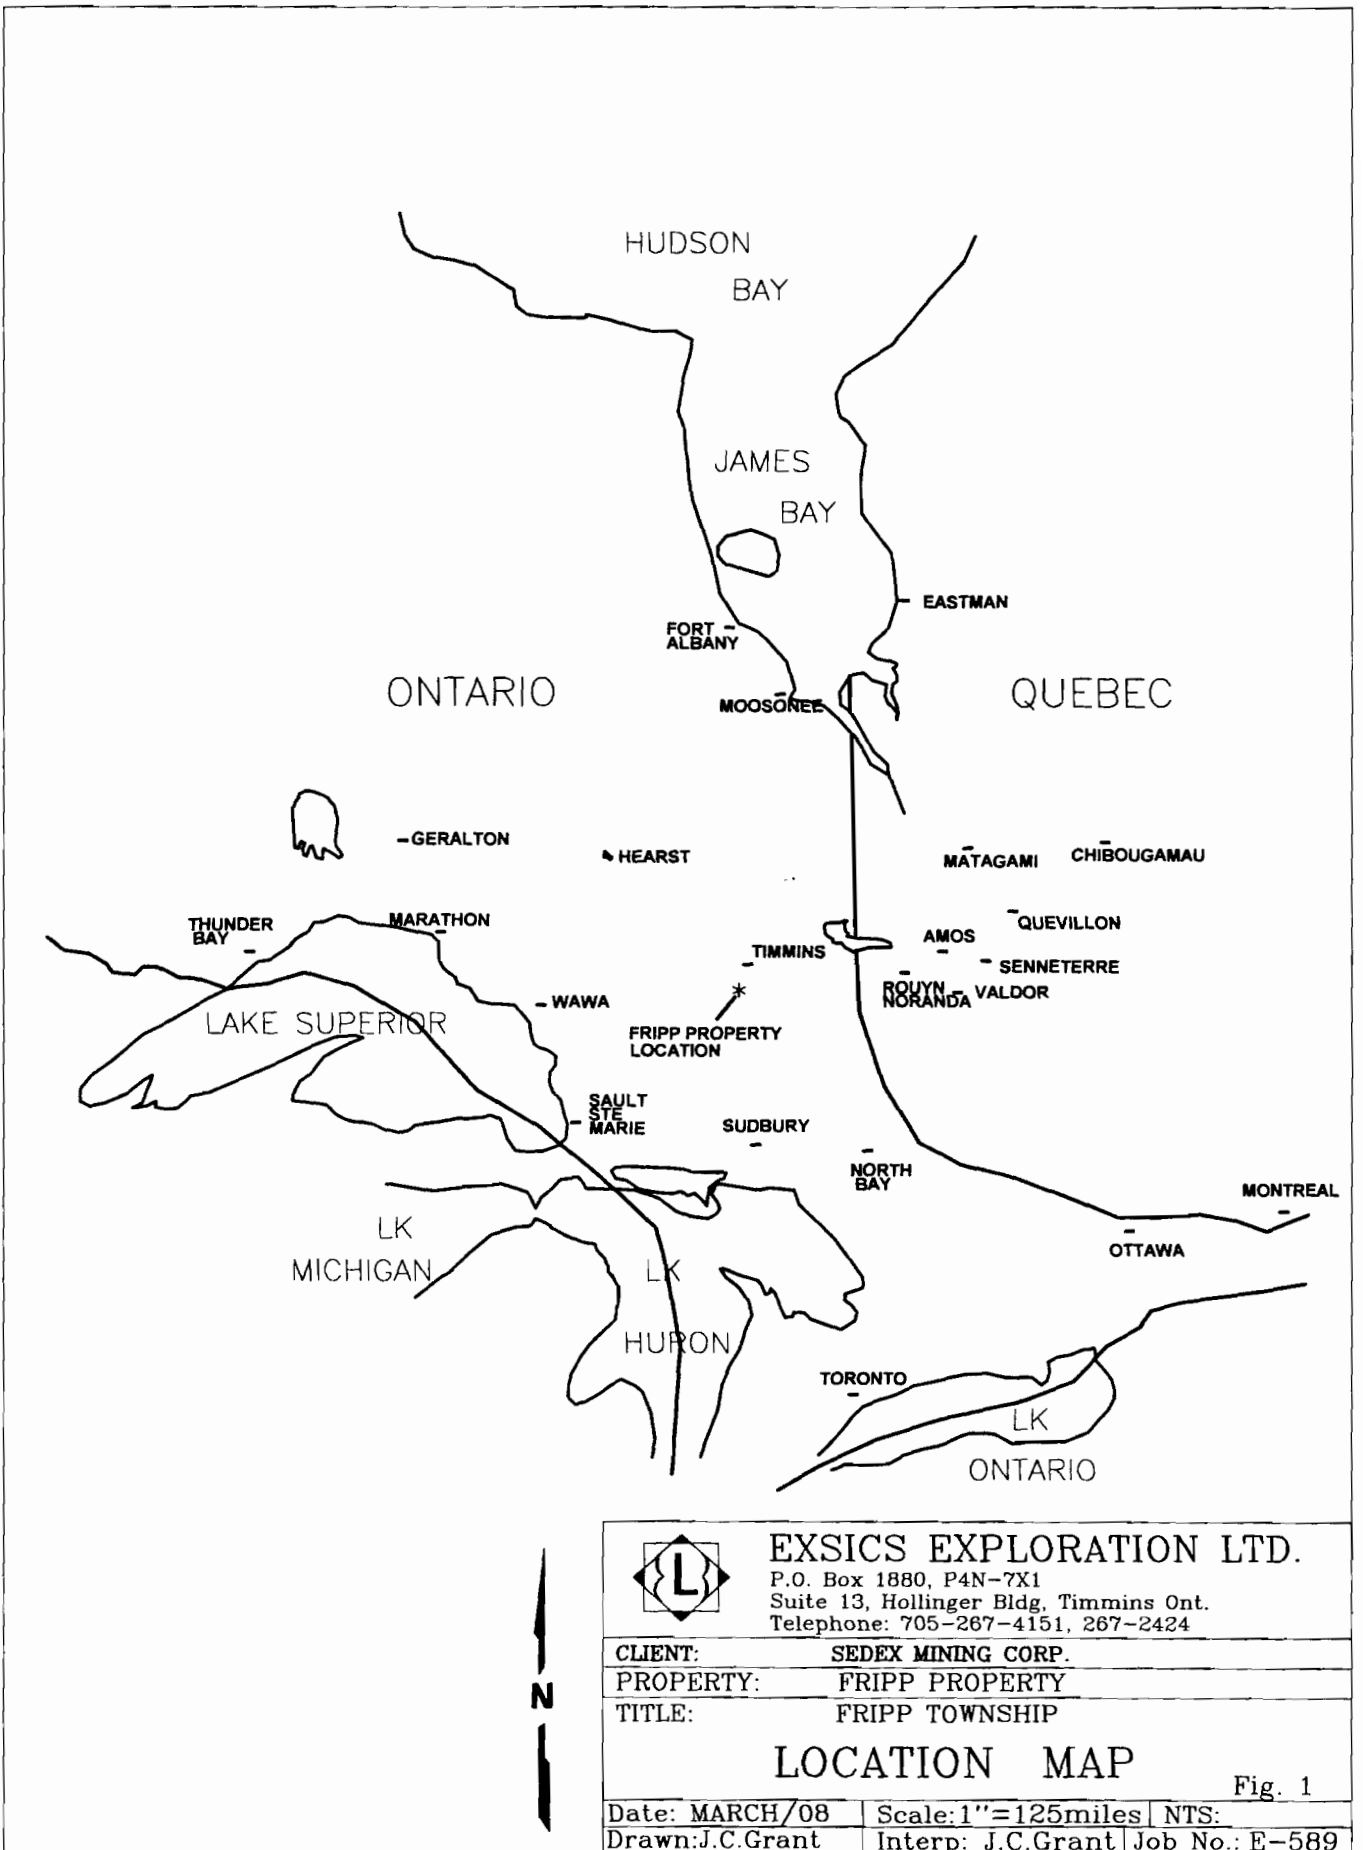 HUDSON
BAY
JAMES
BAY
EASTMAN
FORT
ALBANY
ONTARIO
QUEBEC
MOOSONEE
GERALTON
HEARST
MATAGAMI
CHIBOUGAMAU
THUNDER
BAY
MARATHON
QUEVILLON
AMOS
TIMMINS
SENNETERRE
ROUYN
NORANDA
VALDOR
WAWA
LAKE SUPERIOR
FRIPP PROPERTY
LOCATION
SAULT
STE
MARIE
SUDBURY
NORTH
BAY
MONTREAL
LK
MICHIGAN
OTTAWA
LK
HURON
TORONTO
LK
ONTARIO
L
EXSICS EXPLORATION LTD.
P.O. Box 1880, P4N-7X1
Suite 13, Hollinger Bldg, Timmins Ont.
Telephone: 705-267-4151, 267-2424
CLIENT: SEDEX MINING CORP.
PROPERTY: FRIPP PROPERTY
TITLE: FRIPP TOWNSHIP
LOCATION MAP
Fig. 1
Date: MARCH/08 Scale:1''=125miles NTS:
Drawn:J.C.Grant Interp: J.C.Grant Job No.: E-589
N